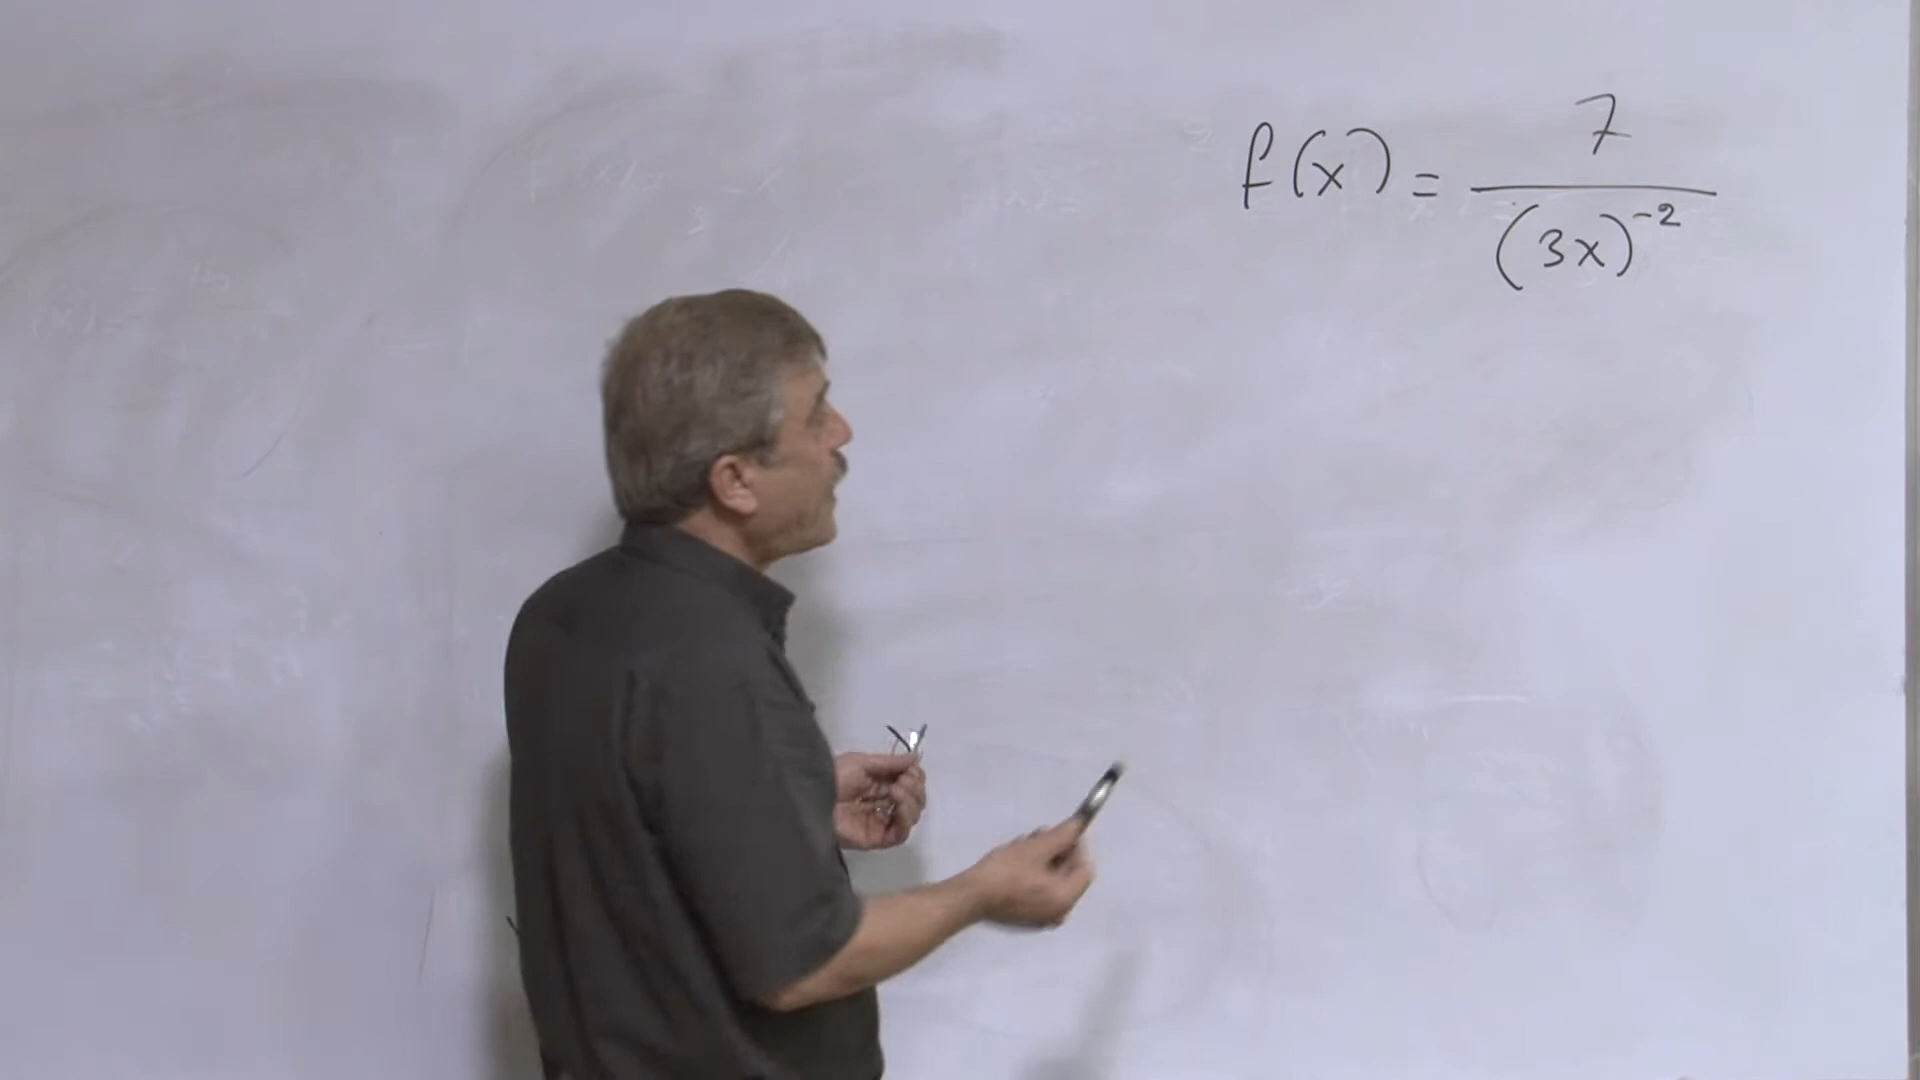 f(x) = 7 / (3x)⁻²